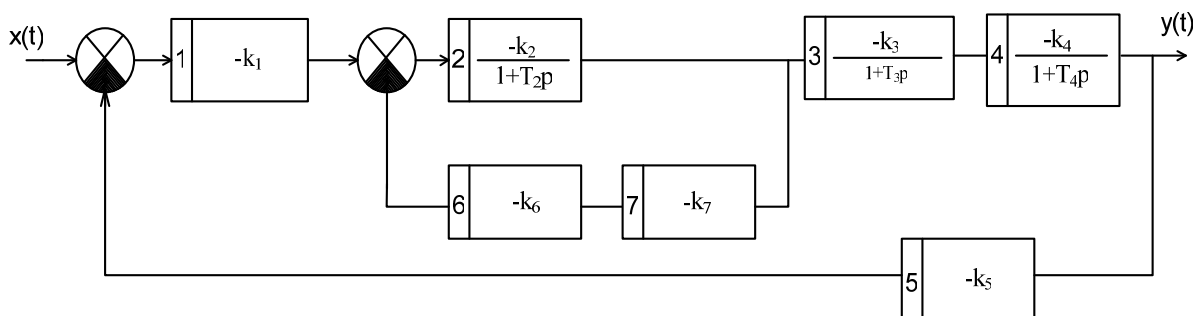 x(t)
y(t)
1
-k₁
2
-k₂
1+T₂p
3
-k₃
1+T₃p
4
-k₄
1+T₄p
6
-k₆
7
-k₇
5
-k₅